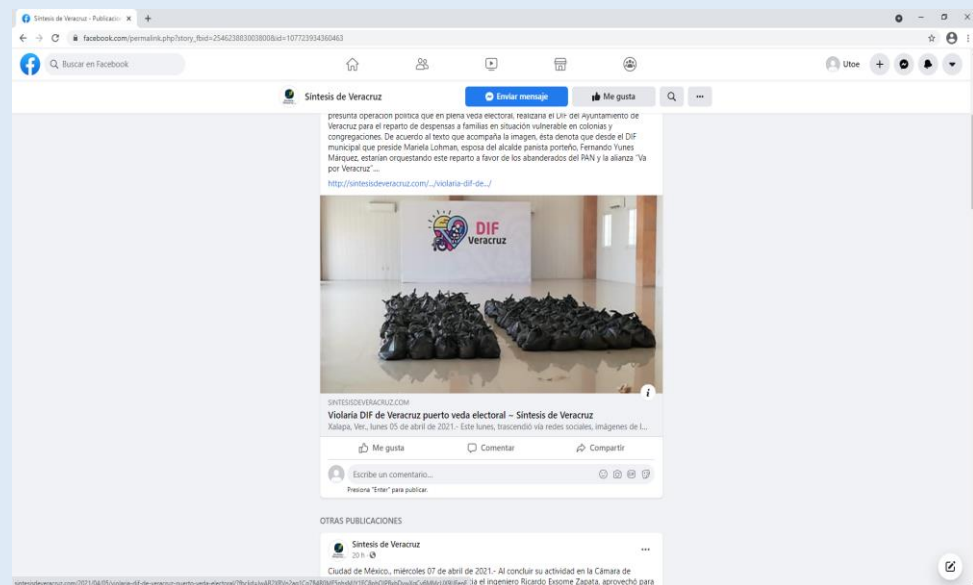 Síntesis de Veracruz - Publicacio
facebook.com/permalink.php?story_fbid=254623883003800&id=107723934360463
Buscar en Facebook
Utoe
Síntesis de Veracruz
Enviar mensaje
Me gusta
presunta operación política que en plena veda electoral, realizaría el DIF del Ayuntamiento de
Veracruz para el reparto de despensas a familias en situación vulnerable en colonias y
congregaciones. De acuerdo al texto que acompaña la imagen, ésta denota que desde el DIF
municipal que preside Mariela Lohman, esposa del alcalde panista porteño, Fernando Yunes
Márquez, estarían orquestando este reparto a favor de los abanderados del PAN y la alianza "Va
por Veracruz"....
http://sintesisdeveracruz.com/.../violaria-dif-de.../
DIF
Veracruz
SINTESISDEVERACRUZ.COM
Violaría DIF de Veracruz puerto veda electoral – Síntesis de Veracruz
Xalapa, Ver., lunes 05 de abril de 2021.- Este lunes, trascendió vía redes sociales, imágenes de l...
Me gusta
Comentar
Compartir
Escribe un comentario...
Presiona "Enter" para publicar.
OTRAS PUBLICACIONES
Síntesis de Veracruz
20 h
Ciudad de México., miércoles 07 de abril de 2021.- Al concluir su actividad en la Cámara de
el ingeniero Ricardo Exsome Zapata, aprovechó para